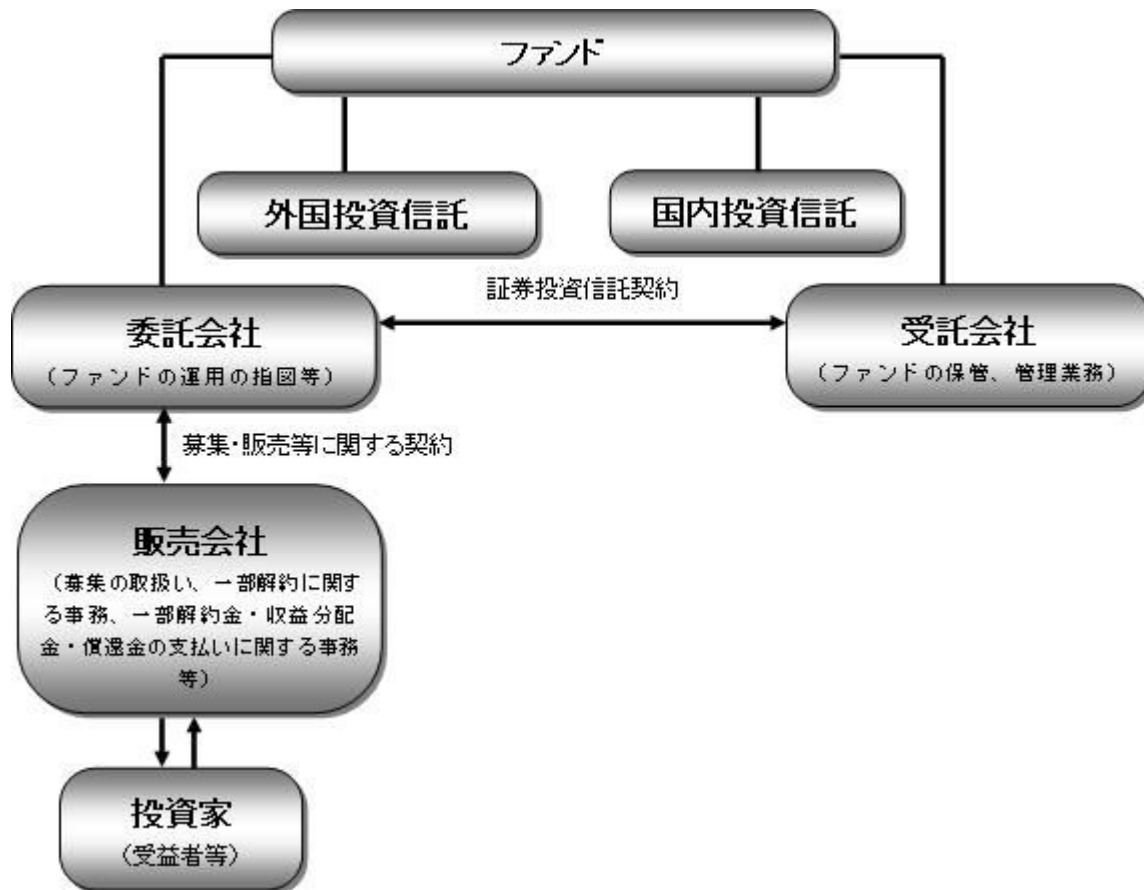 ファンド
外国投資信託
国内投資信託
証券投資信託契約
委託会社
（ファンドの運用の指図等）
受託会社
（ファンドの保管、管理業務）
募集・販売等に関する契約
販売会社
（募集の取扱い、一部解約に関す
る事務、一部解約金・収益分配
金・償還金の支払いに関する事務
等）
投資家
（受益者等）